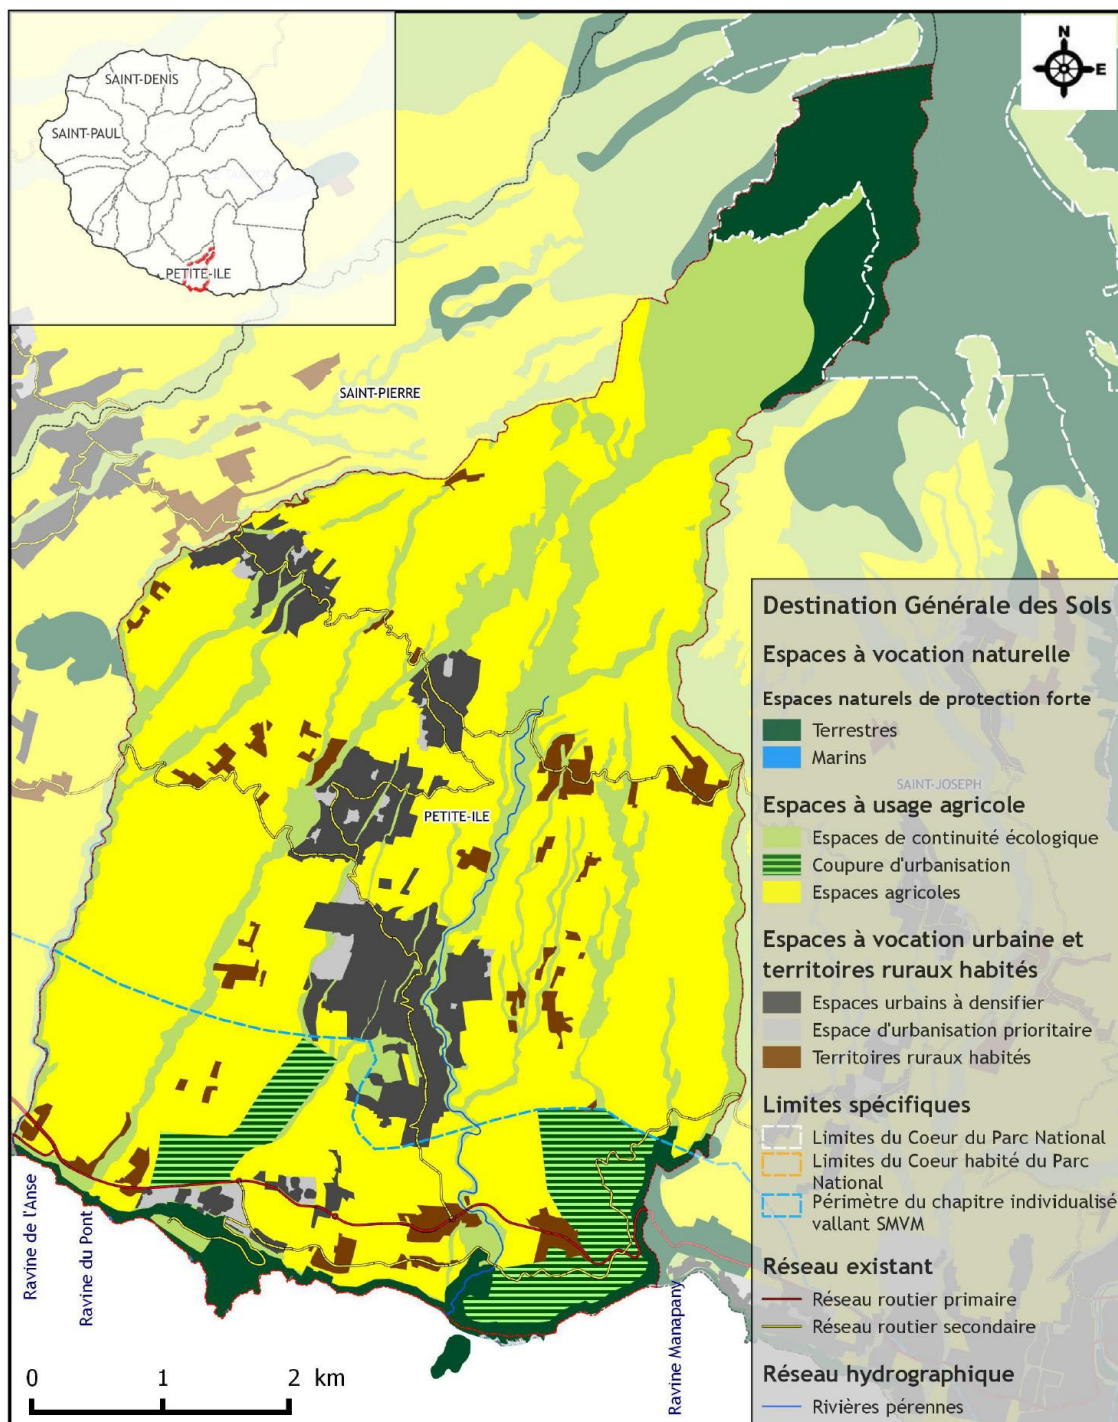 N
E
SAINT-DENIS
SAINT-PAUL
PETITE-ILE
SAINT-PIERRE
PETITE-ILE
Destination Générale des Sols
Espaces à vocation naturelle
Espaces naturels de protection forte
Terrestres
Marins
SAINT-JOSEPH
Espaces à usage agricole
Espaces de continuité écologique
Coupure d'urbanisation
Espaces agricoles
Espaces à vocation urbaine et
territoires ruraux habités
Espaces urbains à densifier
Espace d'urbanisation prioritaire
Territoires ruraux habités
Limites spécifiques
Limites du Coeur du Parc National
Limites du Coeur habité du Parc
National
Périmètre du chapitre individualisé
vallant SMVM
Réseau existant
Réseau routier primaire
Réseau routier secondaire
Réseau hydrographique
Rivières pérennes
Ravine de l'Anse
Ravine du Pont
Ravine Manapany
0 1 2 km